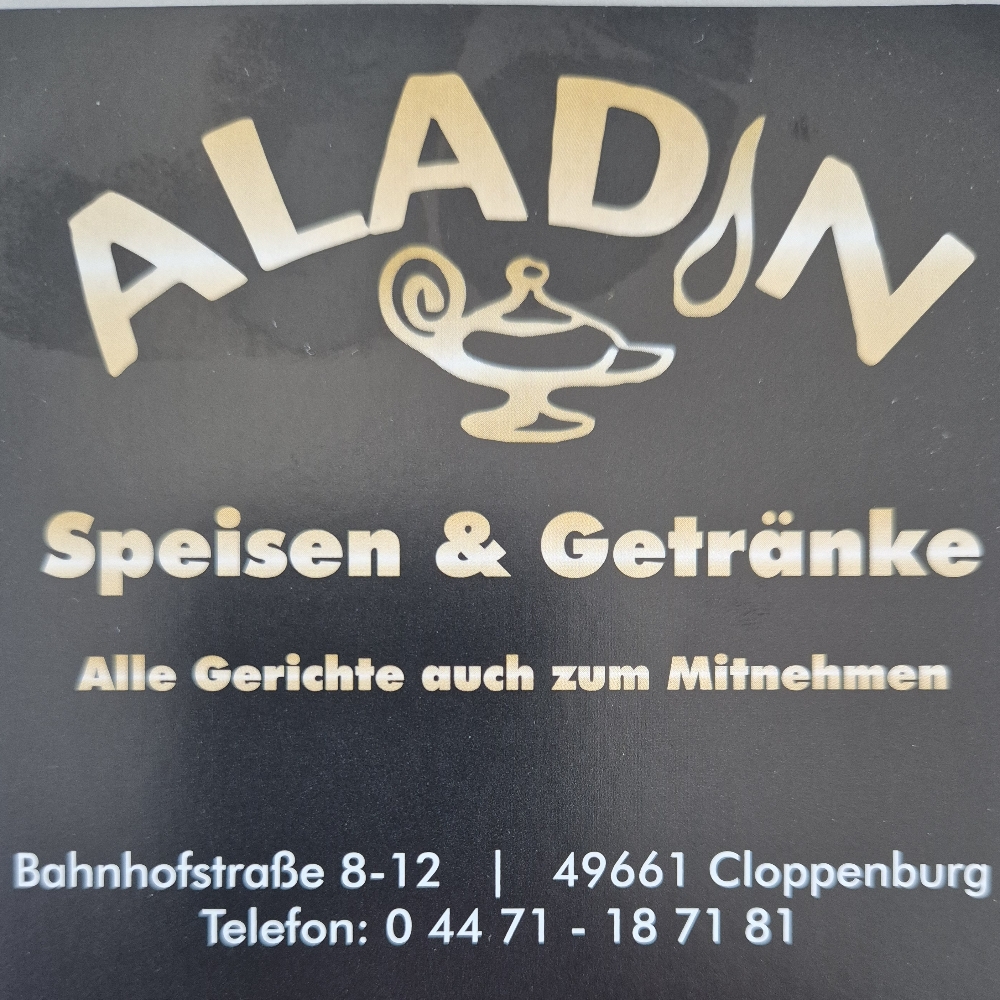 ALADIN
Speisen & Getränke
Alle Gerichte auch zum Mitnehmen
Bahnhofstraße 8-12 | 49661 Cloppenburg
Telefon: 0 44 71 - 18 71 81